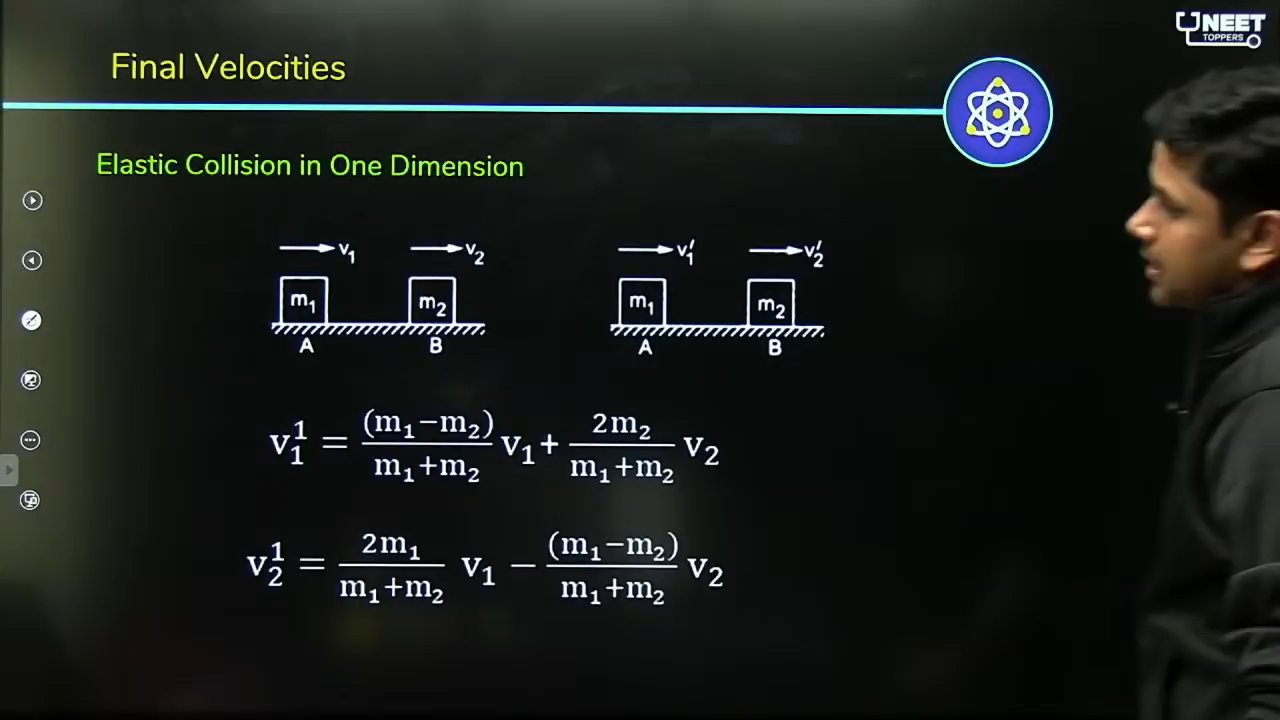 NEET
TOPPERS
Final Velocities
Elastic Collision in One Dimension
v₁ v₂ v₁′ v₂′
m₁ m₂ m₁ m₂
A B A B
v₁¹ = (m₁−m₂)/(m₁+m₂) v₁ + 2m₂/(m₁+m₂) v₂
v₂¹ = 2m₁/(m₁+m₂) v₁ − (m₁−m₂)/(m₁+m₂) v₂